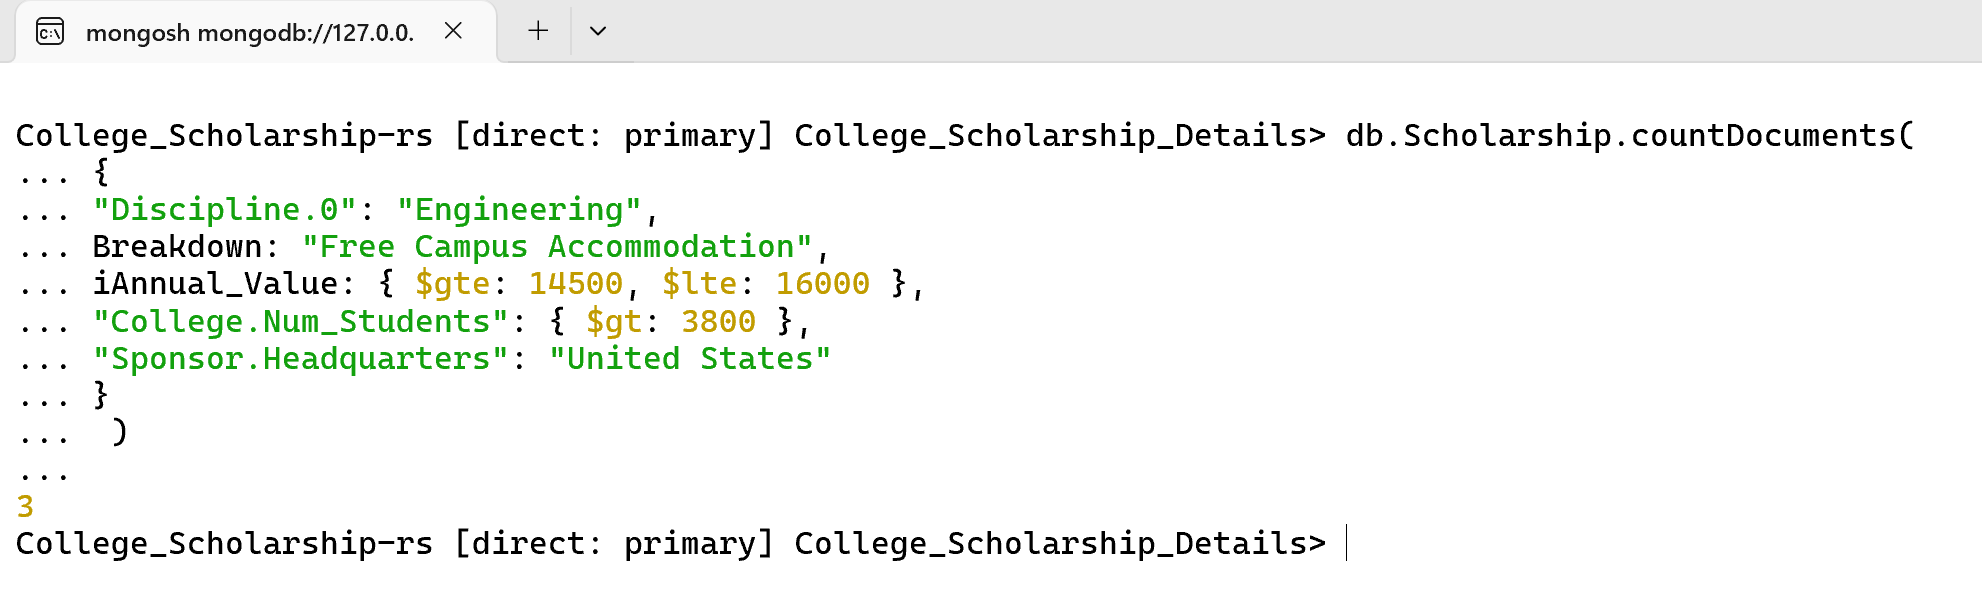 mongosh mongodb://127.0.0.
College_Scholarship-rs [direct: primary] College_Scholarship_Details> db.Scholarship.countDocuments(
... {
... "Discipline.0": "Engineering",
... Breakdown: "Free Campus Accommodation",
... iAnnual_Value: { $gte: 14500, $lte: 16000 },
... "College.Num_Students": { $gt: 3800 },
... "Sponsor.Headquarters": "United States"
... }
...  )
...
3
College_Scholarship-rs [direct: primary] College_Scholarship_Details>